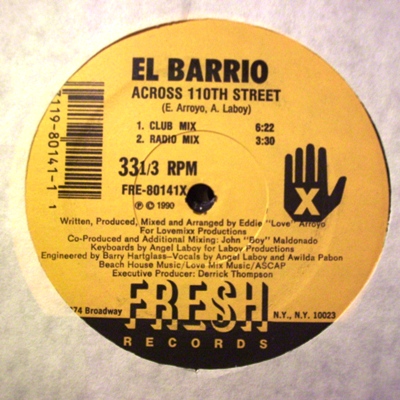 EL BARRIO
ACROSS 110TH STREET
(E. Arroyo, A. Laboy)
1. CLUB MIX 6:22
2. RADIO MIX 3:30
33 1/3 RPM
FRE-80141X
℗ © 1990
X
7119-80141-1
Written, Produced, Mixed and Arranged by Eddie "Love" Arroyo
For Lovemixx Productions
Co-Produced and Additional Mixing: John "Boy" Maldonado
Keyboards by Angel Laboy for Laboy Productions
Engineered by Barry Hartglass–Vocals by Angel Laboy and Awilda Pabon
Beach House Music/Love Mix Music/ASCAP
Executive Producer: Derrick Thompson
74 Broadway
FRESH
N.Y., N.Y. 10023
RECORDS